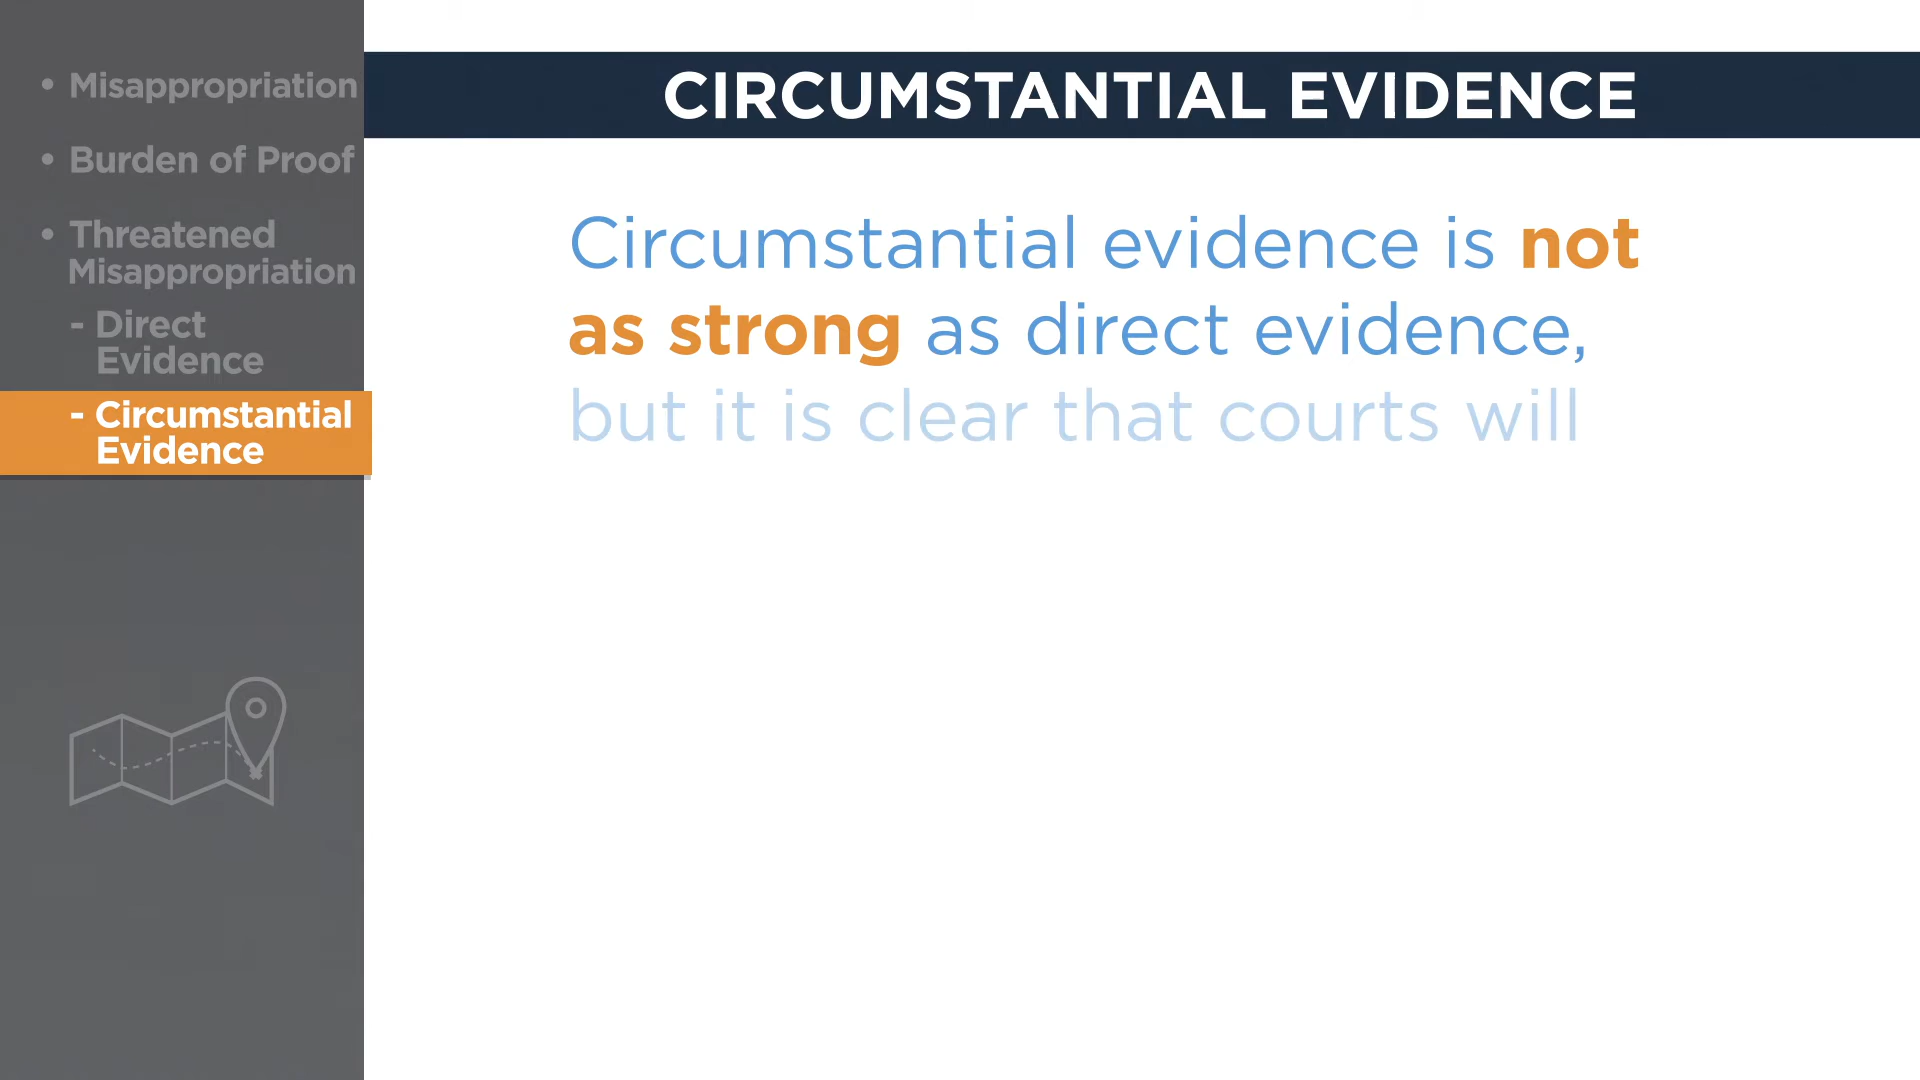 • Misappropriation
• Burden of Proof
• Threatened
Misappropriation
- Direct
Evidence
- Circumstantial
Evidence
CIRCUMSTANTIAL EVIDENCE
Circumstantial evidence is not
as strong as direct evidence,
but it is clear that courts will